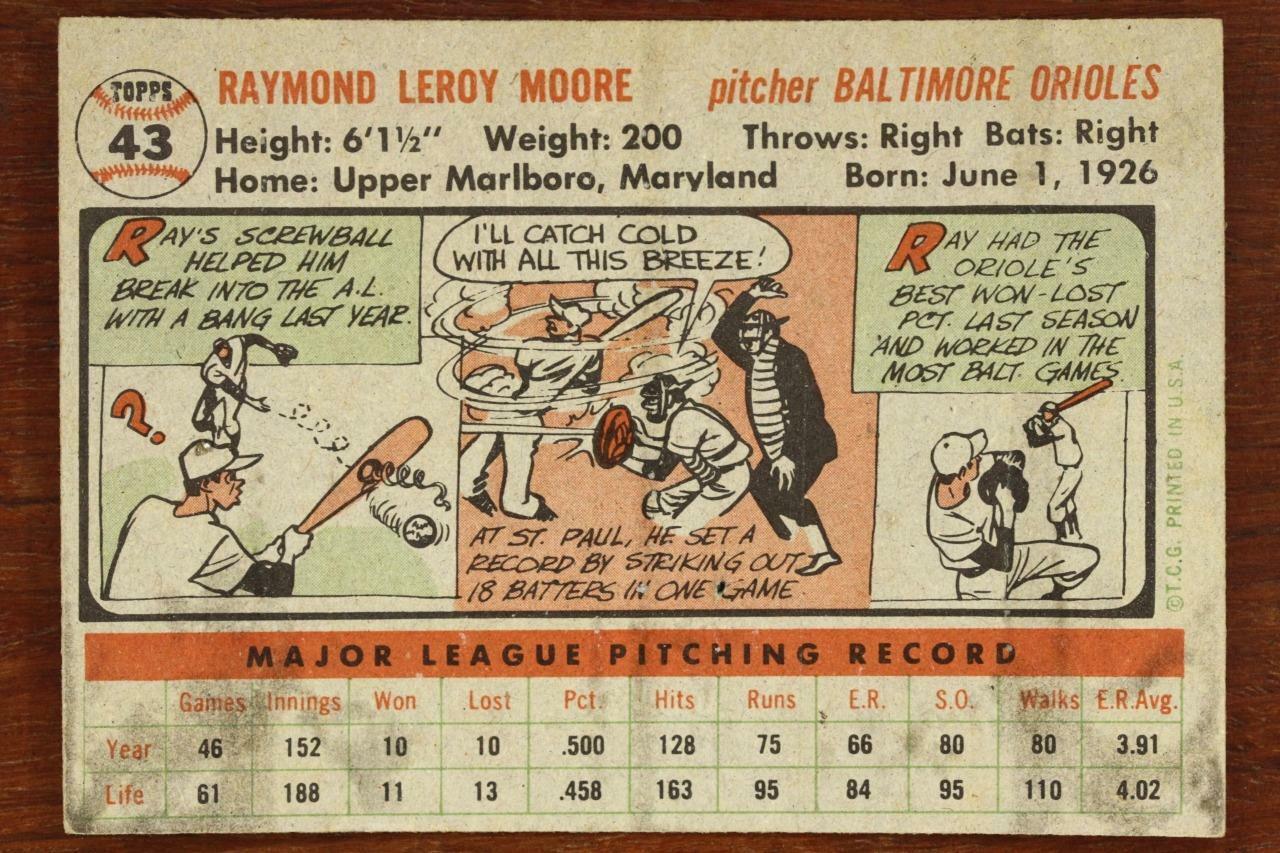 TOPPS
43
RAYMOND LEROY MOORE pitcher BALTIMORE ORIOLES
Height: 6'1½" Weight: 200 Throws: Right Bats: Right
Home: Upper Marlboro, Maryland Born: June 1, 1926
RAY'S SCREWBALL
HELPED HIM
BREAK INTO THE A.L.
WITH A BANG LAST YEAR.
?
I'LL CATCH COLD
WITH ALL THIS BREEZE!
AT ST. PAUL, HE SET A
RECORD BY STRIKING OUT
18 BATTERS IN ONE GAME.
RAY HAD THE
ORIOLE'S
BEST WON-LOST
PCT. LAST SEASON
AND WORKED IN THE
MOST BALT. GAMES.
©T.C.G. PRINTED IN U.S.A.
MAJOR LEAGUE PITCHING RECORD
Games Innings Won Lost Pct. Hits Runs E.R. S.O. Walks E.R.Avg.
Year 46 152 10 10 .500 128 75 66 80 80 3.91
Life 61 188 11 13 .458 163 95 84 95 110 4.02